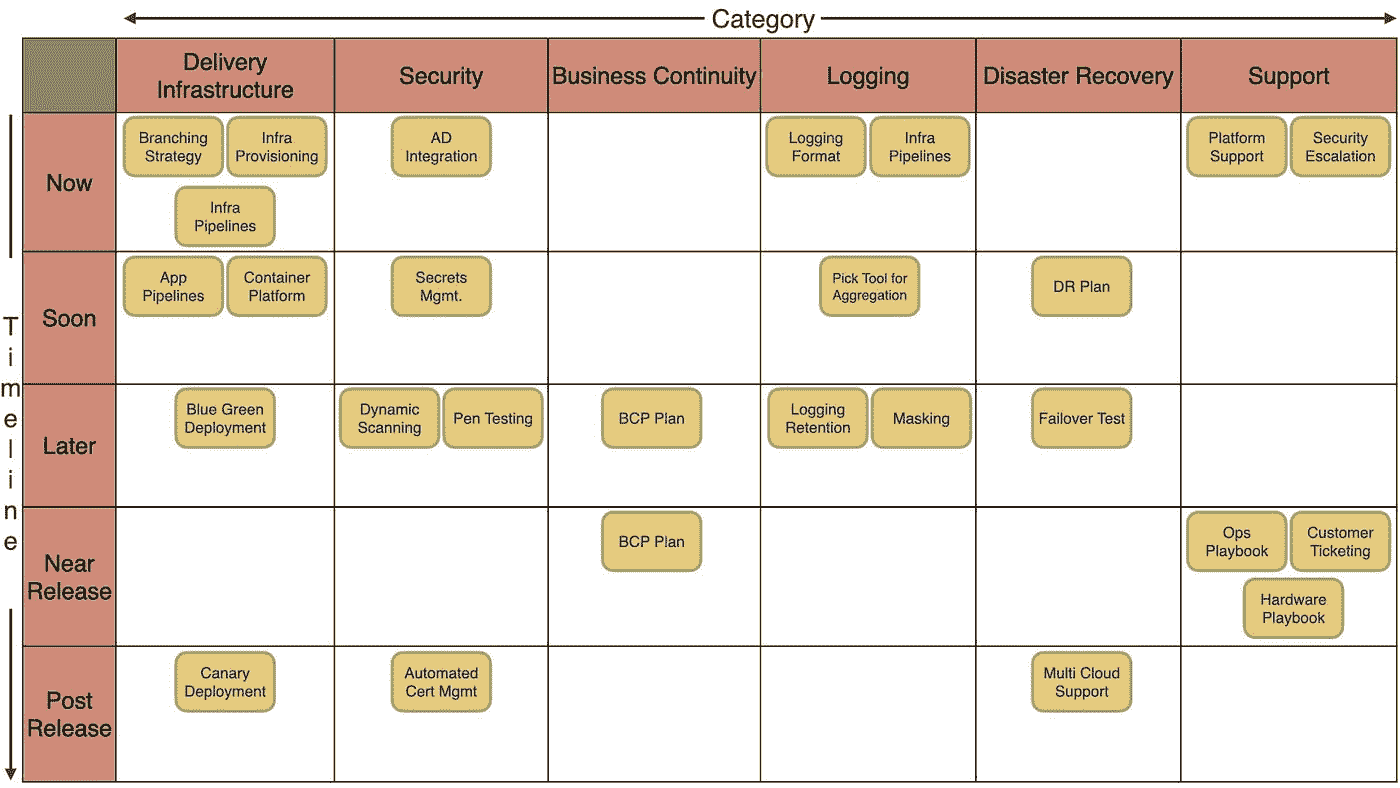 Category
Delivery
Infrastructure
Security
Business Continuity
Logging
Disaster Recovery
Support
Timeline
Now
Branching
Strategy
Infra
Provisioning
Infra
Pipelines
AD
Integration
Logging
Format
Infra
Pipelines
Platform
Support
Security
Escalation
Soon
App
Pipelines
Container
Platform
Secrets
Mgmt.
Pick Tool for
Aggregation
DR Plan
Later
Blue Green
Deployment
Dynamic
Scanning
Pen Testing
BCP Plan
Logging
Retention
Masking
Failover Test
Near
Release
BCP Plan
Ops
Playbook
Customer
Ticketing
Hardware
Playbook
Post
Release
Canary
Deployment
Automated
Cert Mgmt
Multi Cloud
Support